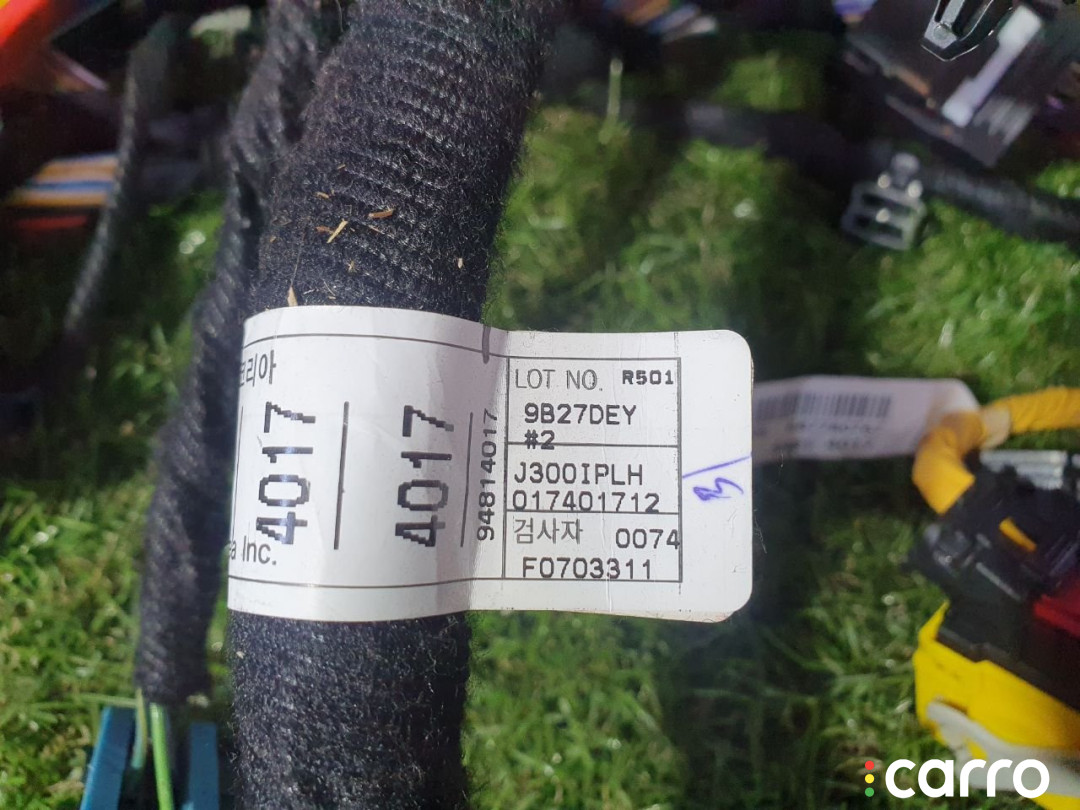 코리아
4017
a Inc.
4017
94814017
LOT NO. R501
9B27DEY
#2
J300IPLH
017401712
검사자 0074
F0703311
carro